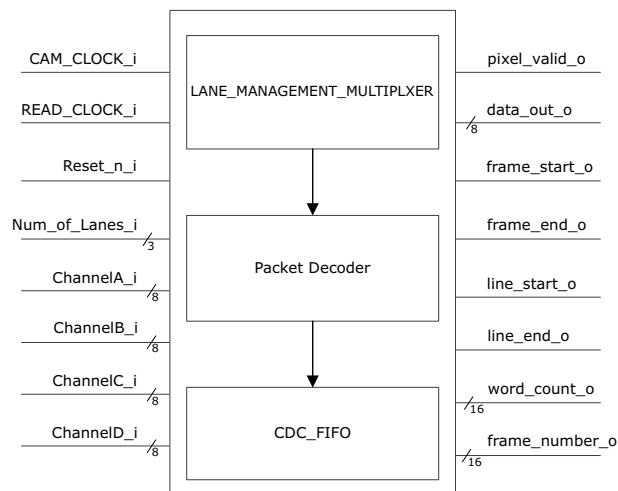 CAM_CLOCK_i
READ_CLOCK_i
Reset_n_i
Num_of_Lanes_i
3
ChannelA_i
8
ChannelB_i
8
ChannelC_i
8
ChannelD_i
8
LANE_MANAGEMENT_MULTIPLXER
Packet Decoder
CDC_FIFO
pixel_valid_o
data_out_o
8
frame_start_o
frame_end_o
line_start_o
line_end_o
word_count_o
16
frame_number_o
16